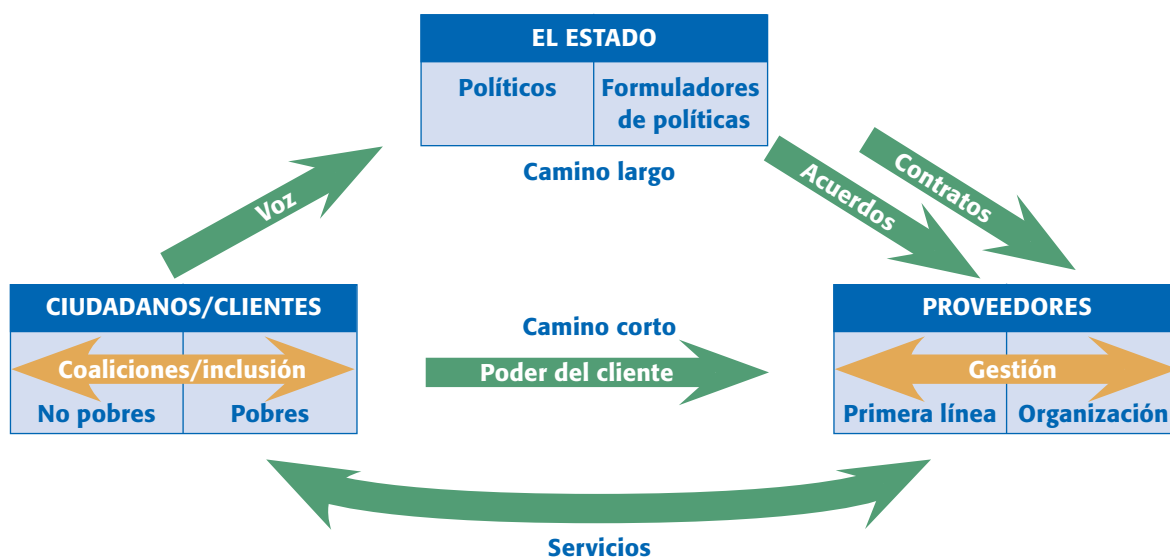 EL ESTADO
Políticos
Formuladores
de políticas
Camino largo
Voz
Acuerdos
Contratos
CIUDADANOS/CLIENTES
Coaliciones/inclusión
No pobres
Pobres
Camino corto
Poder del cliente
PROVEEDORES
Gestión
Primera línea
Organización
Servicios